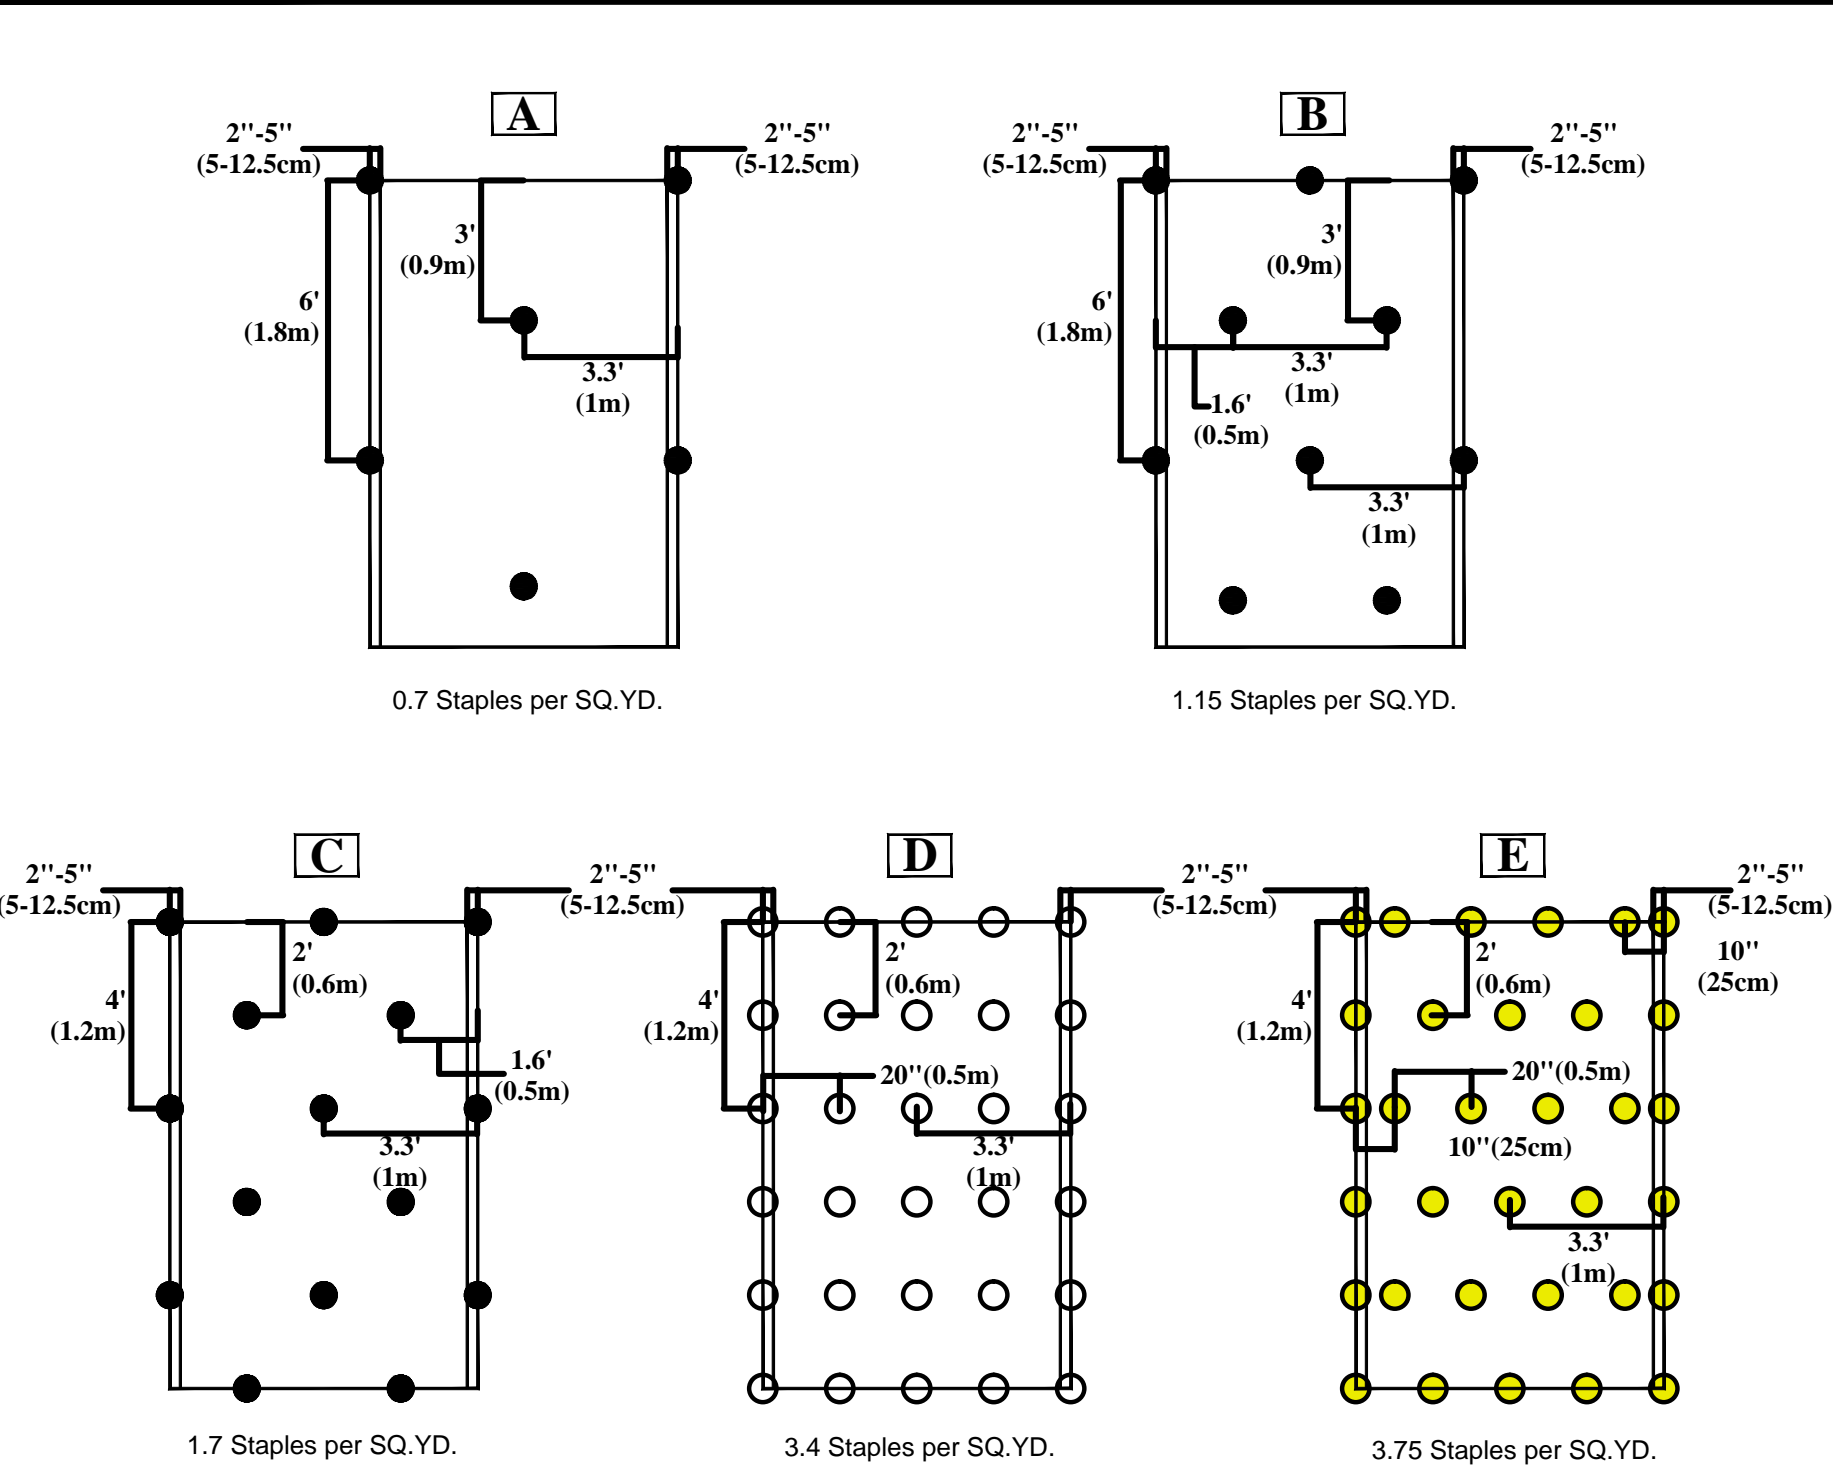 A
2"-5"
(5-12.5cm)
2"-5"
(5-12.5cm)
3'
(0.9m)
6'
(1.8m)
3.3'
(1m)
0.7 Staples per SQ.YD.
B
2"-5"
(5-12.5cm)
2"-5"
(5-12.5cm)
3'
(0.9m)
6'
(1.8m)
3.3'
(1m)
1.6'
(0.5m)
3.3'
(1m)
1.15 Staples per SQ.YD.
C
2"-5"
(5-12.5cm)
2"-5"
(5-12.5cm)
2'
(0.6m)
4'
(1.2m)
1.6'
(0.5m)
3.3'
(1m)
1.7 Staples per SQ.YD.
D
2'
(0.6m)
4'
(1.2m)
20"(0.5m)
3.3'
(1m)
3.4 Staples per SQ.YD.
2"-5"
(5-12.5cm)
E
2"-5"
(5-12.5cm)
10"
(25cm)
2'
(0.6m)
4'
(1.2m)
20"(0.5m)
10"(25cm)
3.3'
(1m)
3.75 Staples per SQ.YD.